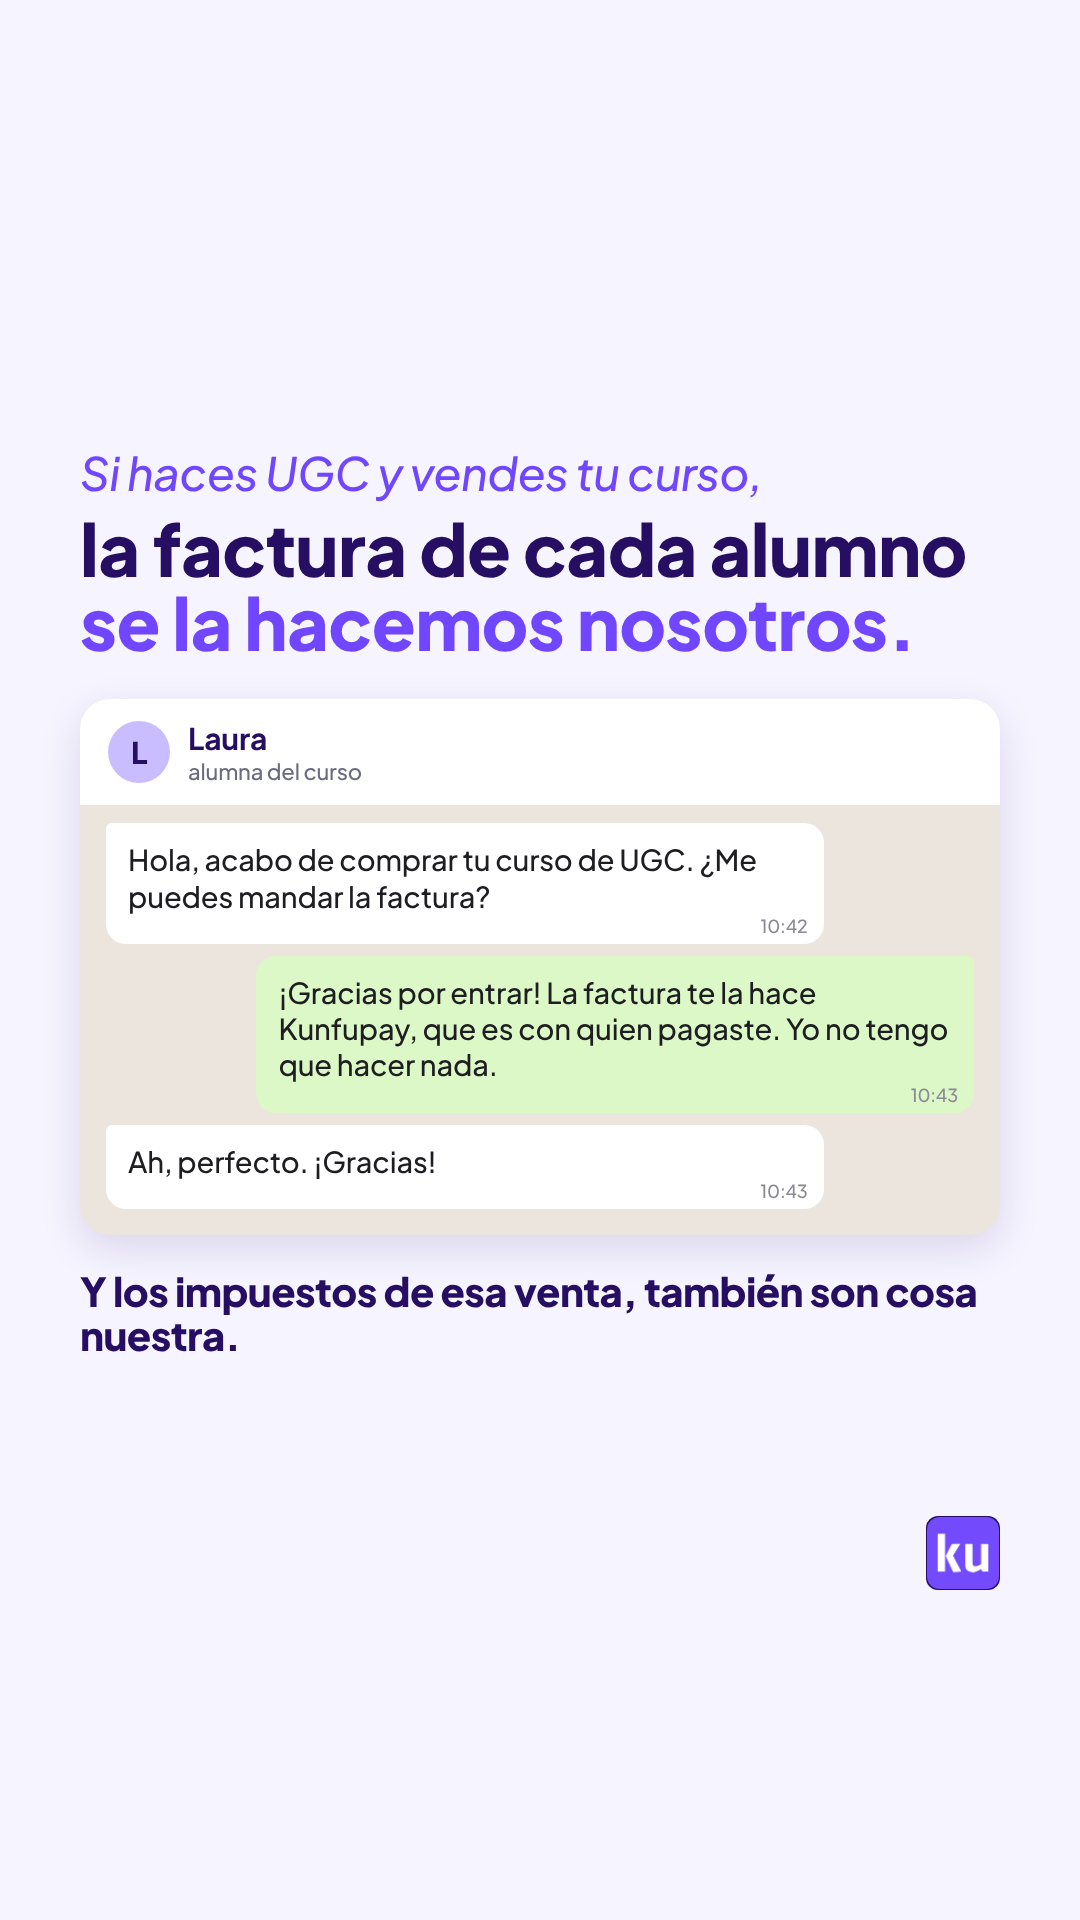 Si haces UGC y vendes tu curso,
la factura de cada alumno
se la hacemos nosotros.
L
Laura
alumna del curso
Hola, acabo de comprar tu curso de UGC. ¿Me
puedes mandar la factura?
10:42
¡Gracias por entrar! La factura te la hace
Kunfupay, que es con quien pagaste. Yo no tengo
que hacer nada.
10:43
Ah, perfecto. ¡Gracias!
10:43
Y los impuestos de esa venta, también son cosa
nuestra.
ku